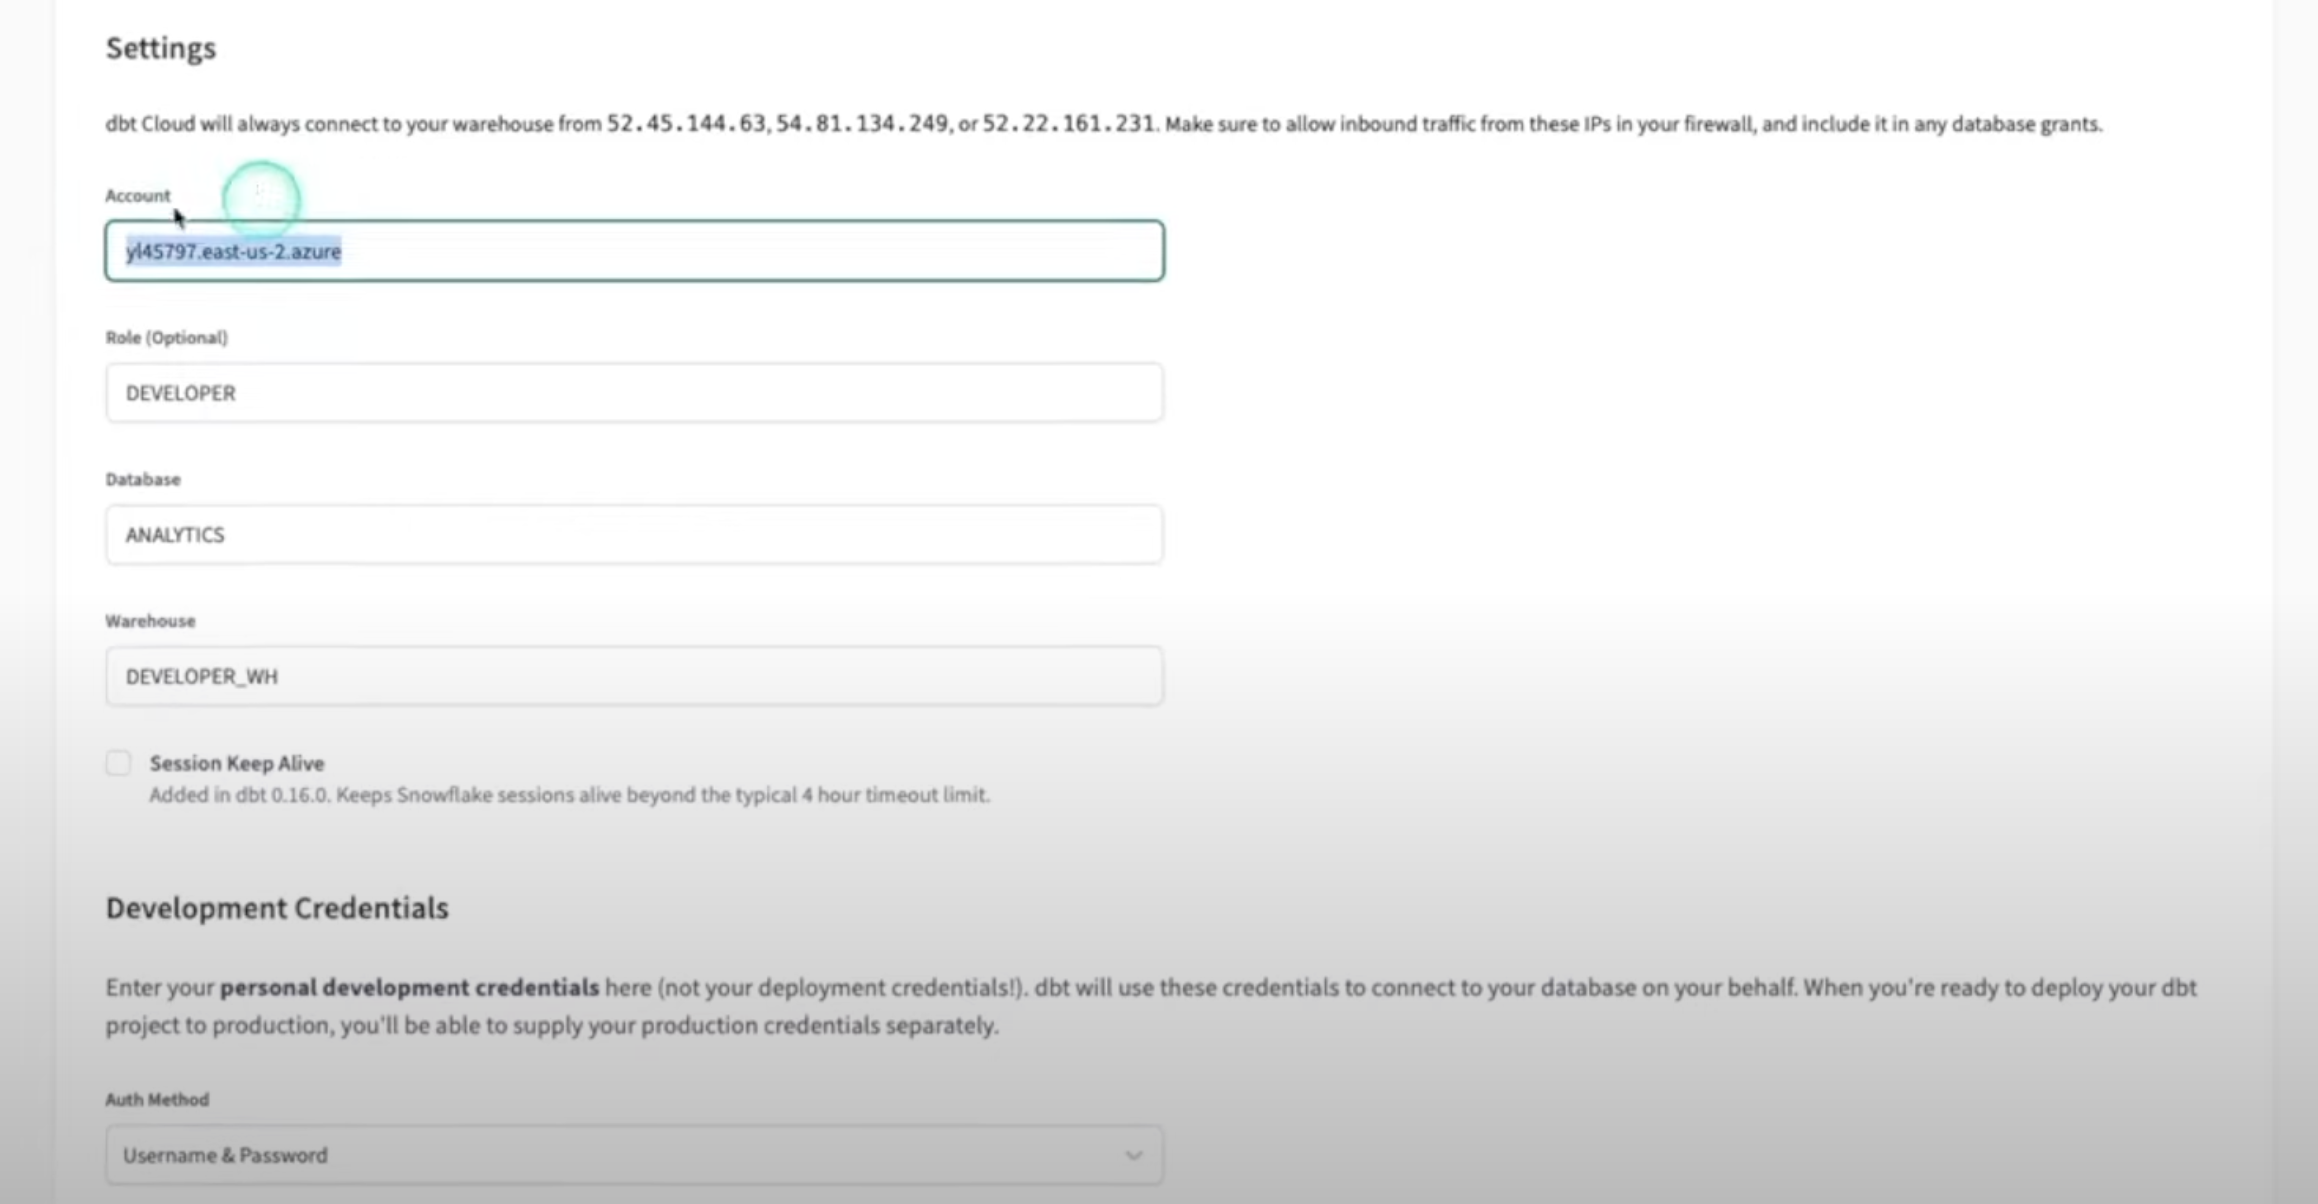 Settings
dbt Cloud will always connect to your warehouse from 52.45.144.63, 54.81.134.249, or 52.22.161.231. Make sure to allow inbound traffic from these IPs in your firewall, and include it in any database grants.
Account
yl45797.east-us-2.azure
Role (Optional)
DEVELOPER
Database
ANALYTICS
Warehouse
DEVELOPER_WH
Session Keep Alive
Added in dbt 0.16.0. Keeps Snowflake sessions alive beyond the typical 4 hour timeout limit.
Development Credentials
Enter your personal development credentials here (not your deployment credentials!). dbt will use these credentials to connect to your database on your behalf. When you're ready to deploy your dbt
project to production, you'll be able to supply your production credentials separately.
Auth Method
Username & Password